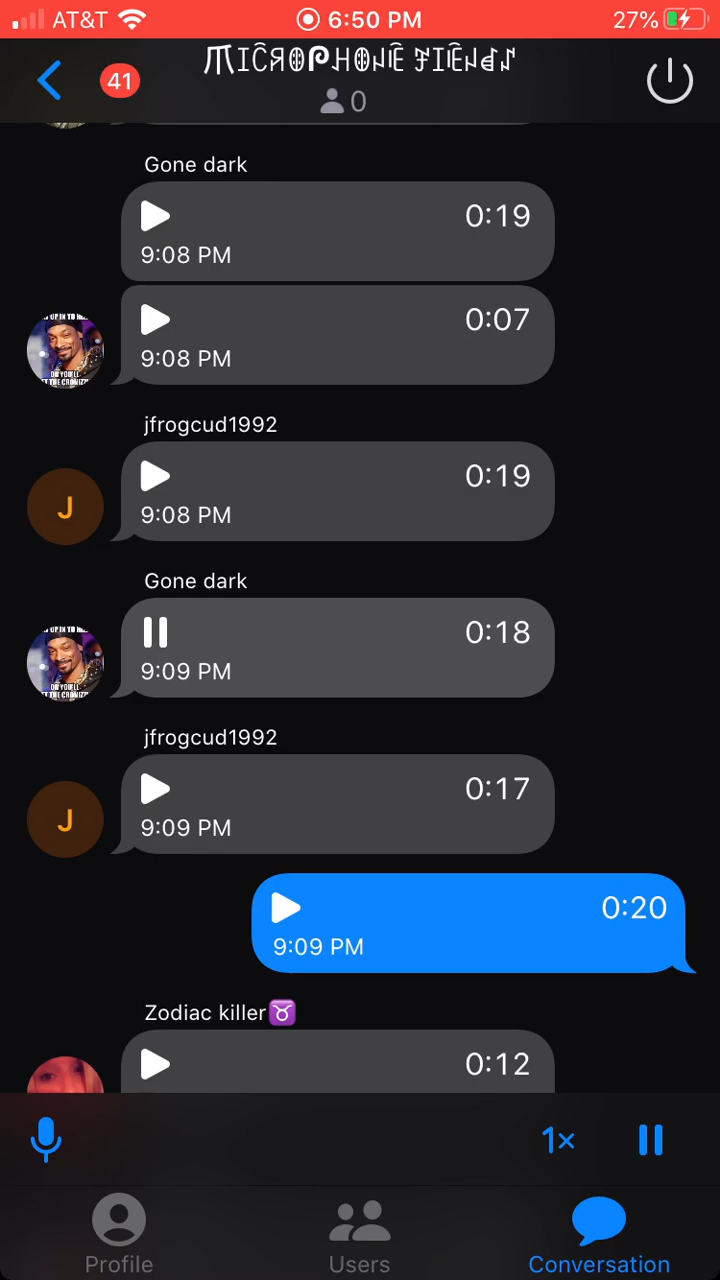 AT&T 6:50 PM 27%
41
0
Gone dark
0:19
9:08 PM
0:07
9:08 PM
jfrogcud1992
J
0:19
9:08 PM
Gone dark
0:18
9:09 PM
jfrogcud1992
J
0:17
9:09 PM
0:20
9:09 PM
Zodiac killer♉
0:12
1×
Profile Users Conversation